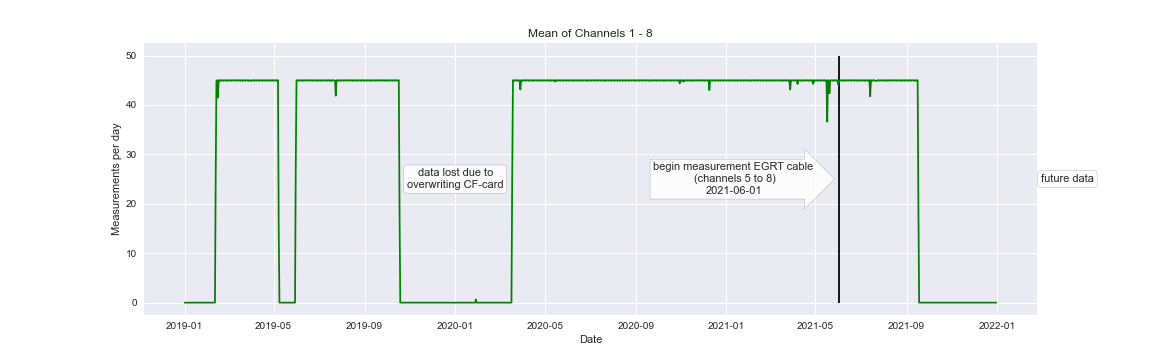 Mean of Channels 1 - 8
Measurements per day
50
40
30
20
10
0
data lost due to
overwriting CF-card
begin measurement EGRT cable
(channels 5 to 8)
2021-06-01
future data
2019-01
2019-05
2019-09
2020-01
2020-05
2020-09
2021-01
2021-05
2021-09
2022-01
Date